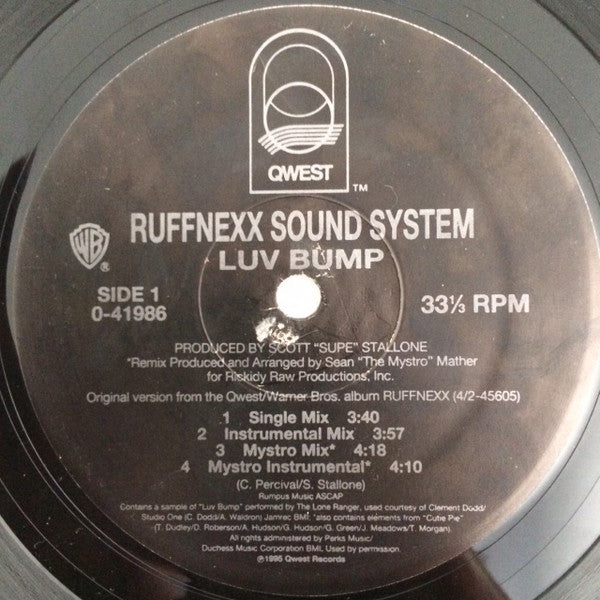 QWEST
™
RUFFNEXX SOUND SYSTEM
LUV BUMP
WB
®
SIDE 1
0-41986
33⅓ RPM
PRODUCED BY SCOTT "SUPE" STALLONE
*Remix Produced and Arranged by Sean "The Mystro" Mather
for Riskidy Raw Productions, Inc.
Original version from the Qwest/Warner Bros. album RUFFNEXX (4/2-45605)
1 Single Mix 3:40
2 Instrumental Mix 3:57
3 Mystro Mix* 4:18
4 Mystro Instrumental* 4:10
(C. Percival/S. Stallone)
Rumpus Music ASCAP
Contains a sample of "Luv Bump" performed by The Lone Ranger, used courtesy of Clement Dodd/
Studio One (C. Dodd/A. Waldron) Jamrec BMI; *also contains elements from "Cutie Pie"
(T. Dudley/D. Roberson/A. Hudson/G. Hudson/G. Green/J. Meadows/T. Morgan).
All rights administered by Perks Music/
Duchess Music Corporation BMI. Used by permission.
℗1995 Qwest Records